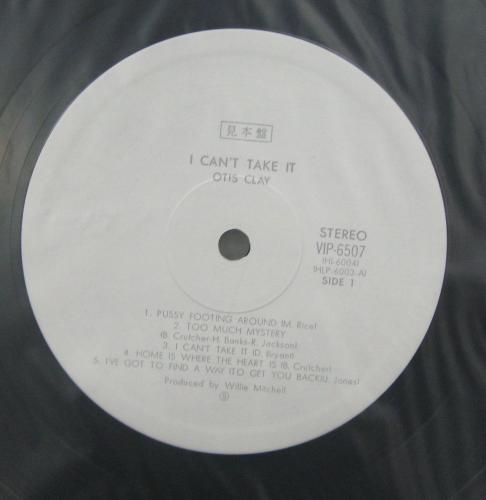 見本盤
I CAN'T TAKE IT
OTIS CLAY
STEREO
VIP-6507
(HI-6004)
(HLP-6003-A)
SIDE 1
1. PUSSY FOOTING AROUND (M. Rice)
2. TOO MUCH MYSTERY
(B. Crutcher-H. Banks-R. Jackson)
3. I CAN'T TAKE IT (D. Bryant)
4. HOME IS WHERE THE HEART IS (B. Crutcher)
5. I'VE GOT TO FIND A WAY (TO GET YOU BACK)(J. Jones)
Produced by Willie Mitchell
Ⓢ